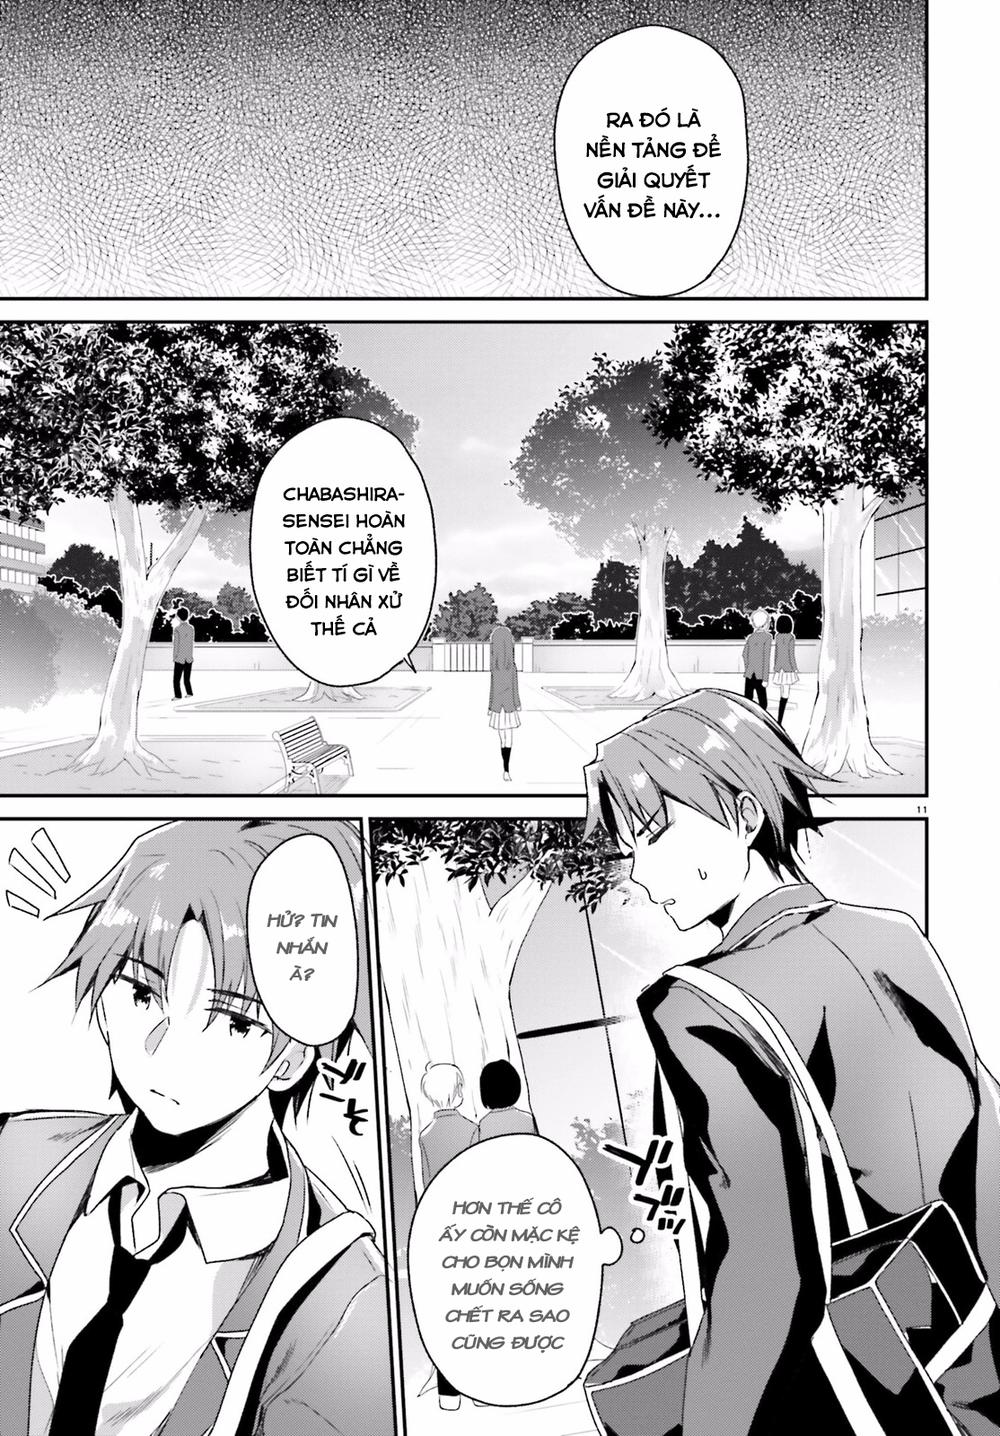 RA ĐÓ LÀ
NỀN TẢNG ĐỂ
GIẢI QUYẾT
VẤN ĐỀ NÀY...
CHABASHIRA-
SENSEI HOÀN
TOÀN CHẲNG
BIẾT TÍ GÌ VỀ
ĐỐI NHÂN XỬ
THẾ CẢ
11
HƠN THẾ CÔ
ẤY CÒN MẶC KỆ
CHO BỌN MÌNH
MUỐN SỐNG
CHẾT RA SAO
CŨNG ĐƯỢC
HỬ? TIN
NHẮN
À?